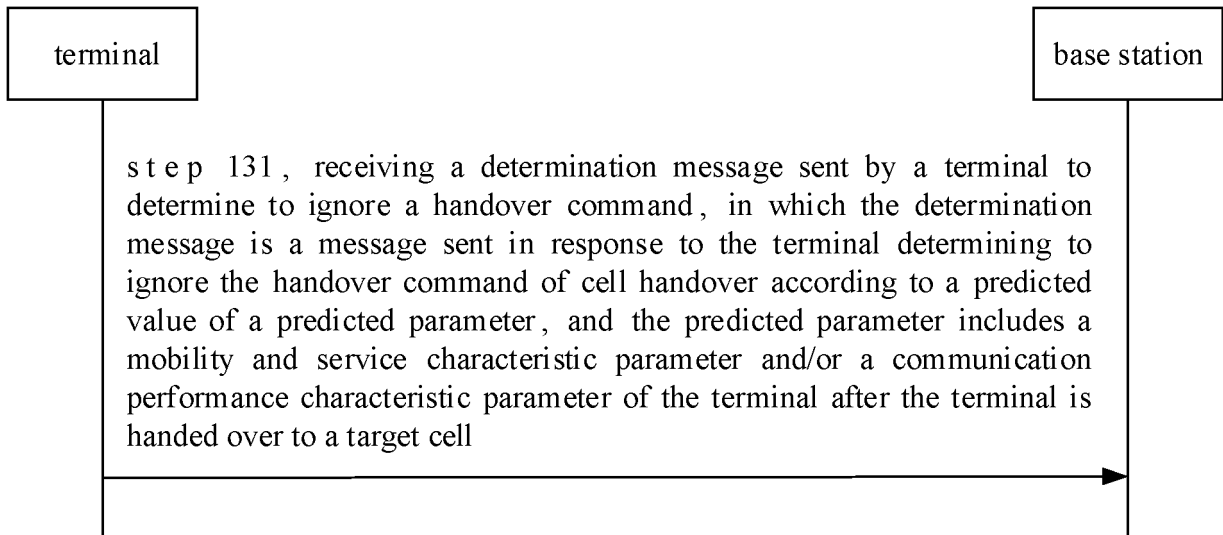 terminal
base station
step 131, receiving a determination message sent by a terminal to
determine to ignore a handover command, in which the determination
message is a message sent in response to the terminal determining to
ignore the handover command of cell handover according to a predicted
value of a predicted parameter, and the predicted parameter includes a
mobility and service characteristic parameter and/or a communication
performance characteristic parameter of the terminal after the terminal is
handed over to a target cell